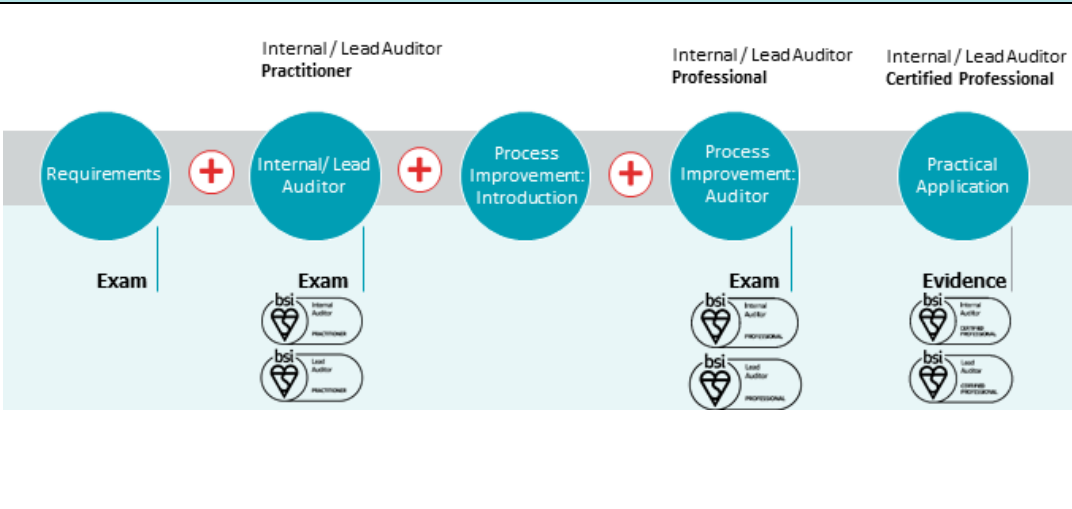 Internal / Lead Auditor
Practitioner
Internal / Lead Auditor
Professional
Internal / Lead Auditor
Certified Professional
Requirements
Internal/ Lead
Auditor
Process
Improvement:
Introduction
Process
Improvement:
Auditor
Practical
Application
Exam
Exam
Exam
Evidence
bsi
Internal
Auditor
PRACTITIONER
bsi
Lead
Auditor
PRACTITIONER
bsi
Internal
Auditor
PROFESSIONAL
bsi
Lead
Auditor
PROFESSIONAL
bsi
Internal
Auditor
CERTIFIED
PROFESSIONAL
bsi
Lead
Auditor
CERTIFIED
PROFESSIONAL